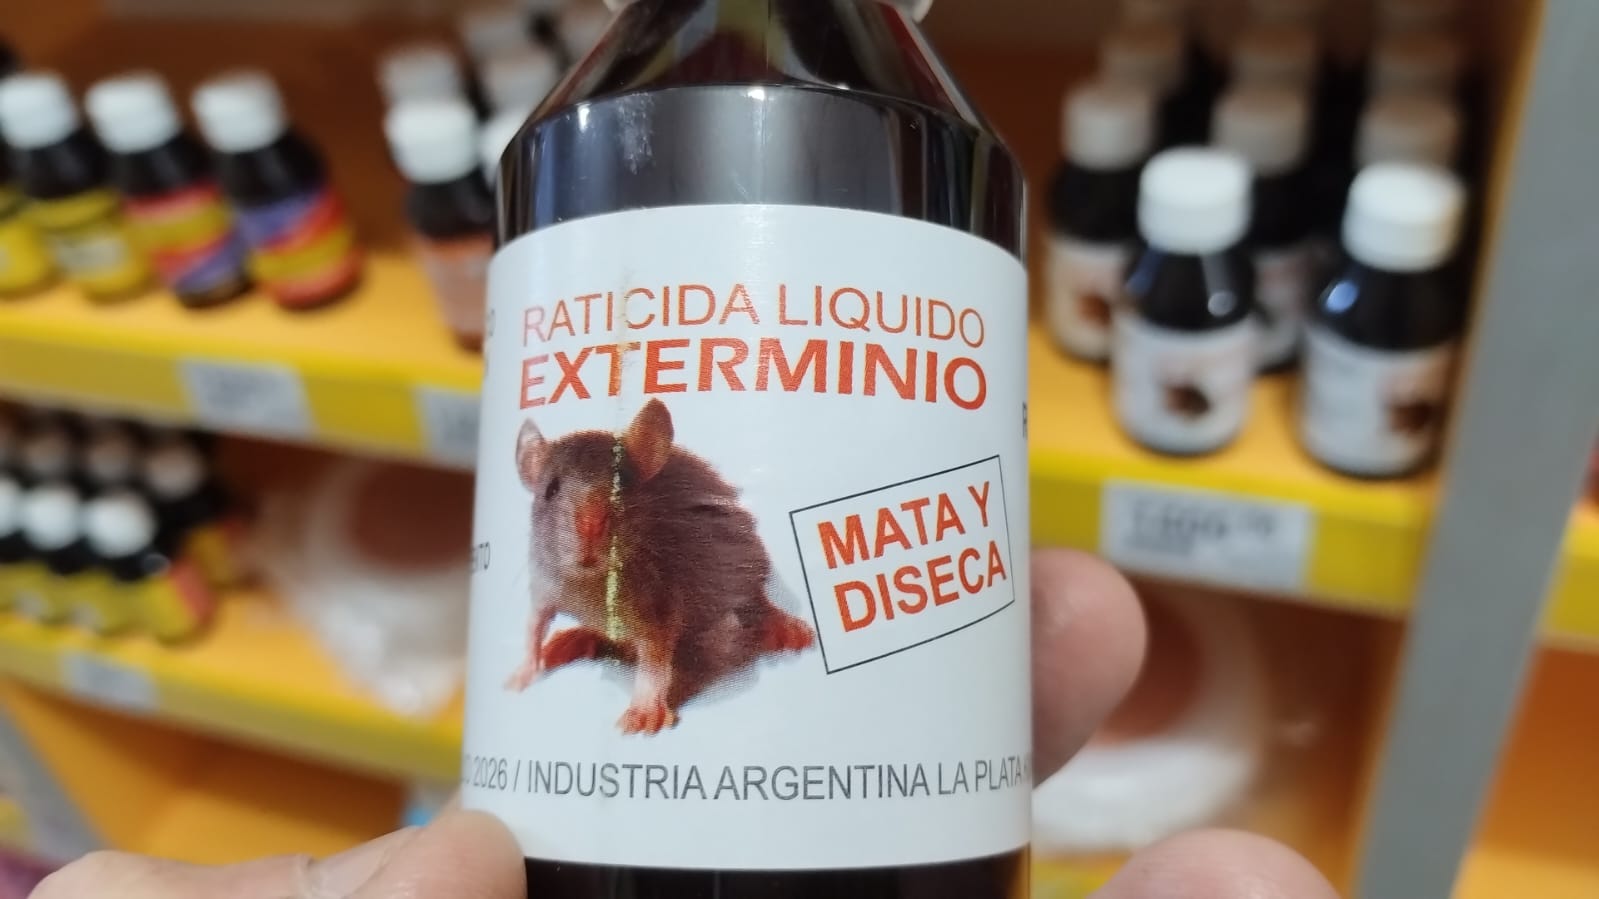 RATICIDA LIQUIDO
EXTERMINIO
MATA Y
DISECA
2026 / INDUSTRIA ARGENTINA LA PLATA